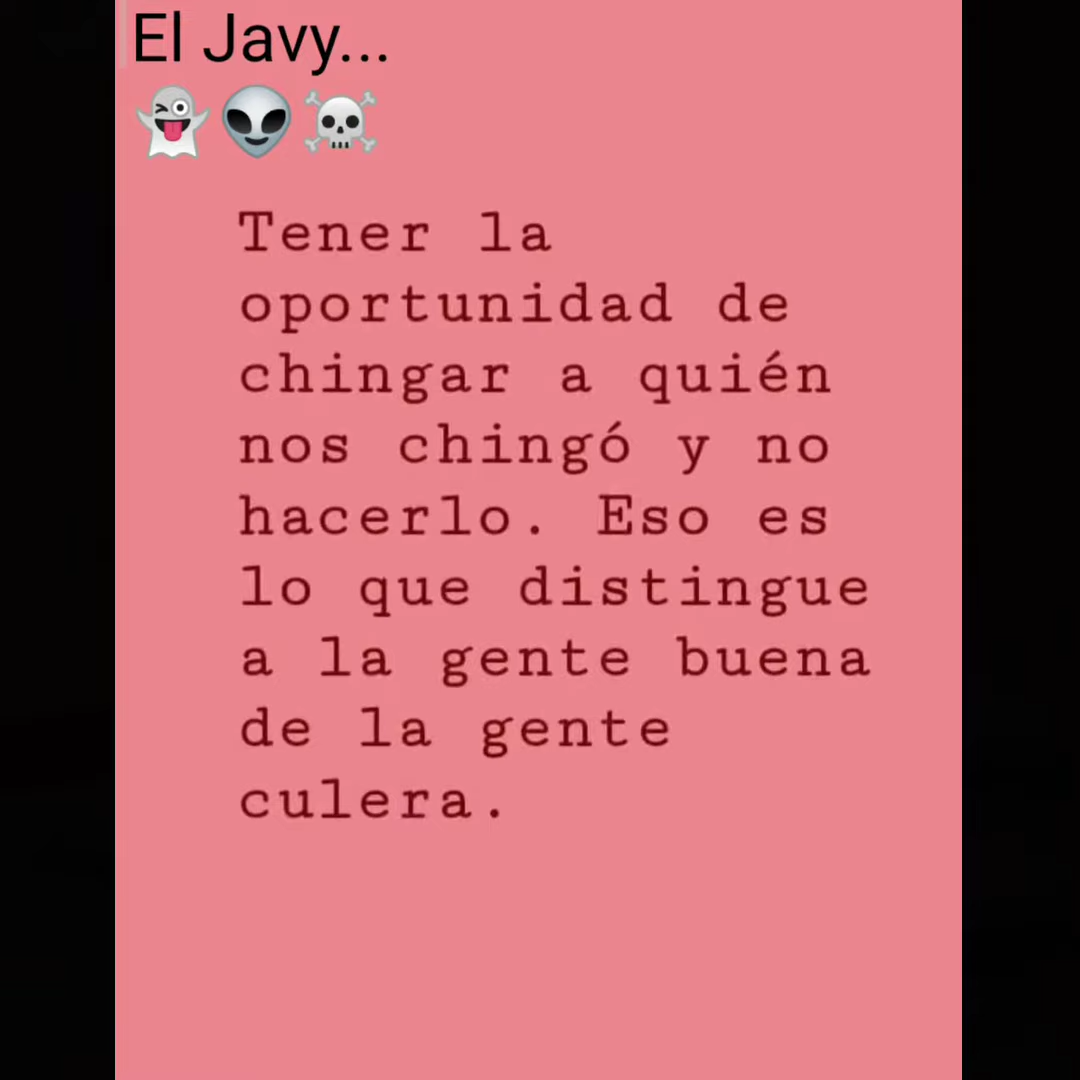 El Javy...
👻👽☠️
Tener la
oportunidad de
chingar a quién
nos chingó y no
hacerlo. Eso es
lo que distingue
a la gente buena
de la gente
culera.